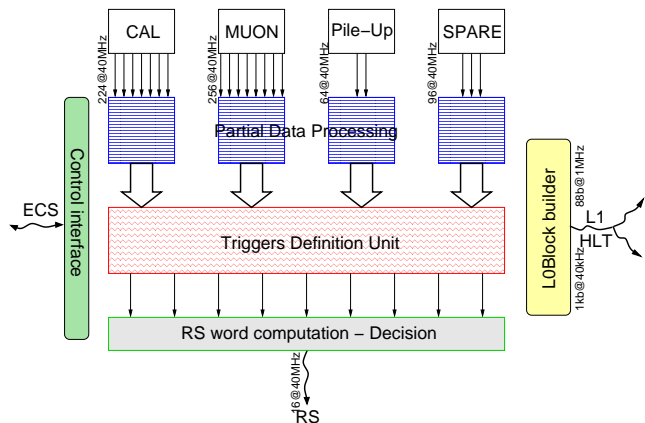 CAL
MUON
Pile-Up
SPARE
224@40MHz
256@40MHz
64@40MHz
96@40MHz
Partial Data Processing
Control interface
ECS
Triggers Definition Unit
L0Block builder
88b@1MHz
1kb@40kHz
L1
HLT
RS word computation – Decision
16@40MHz
RS